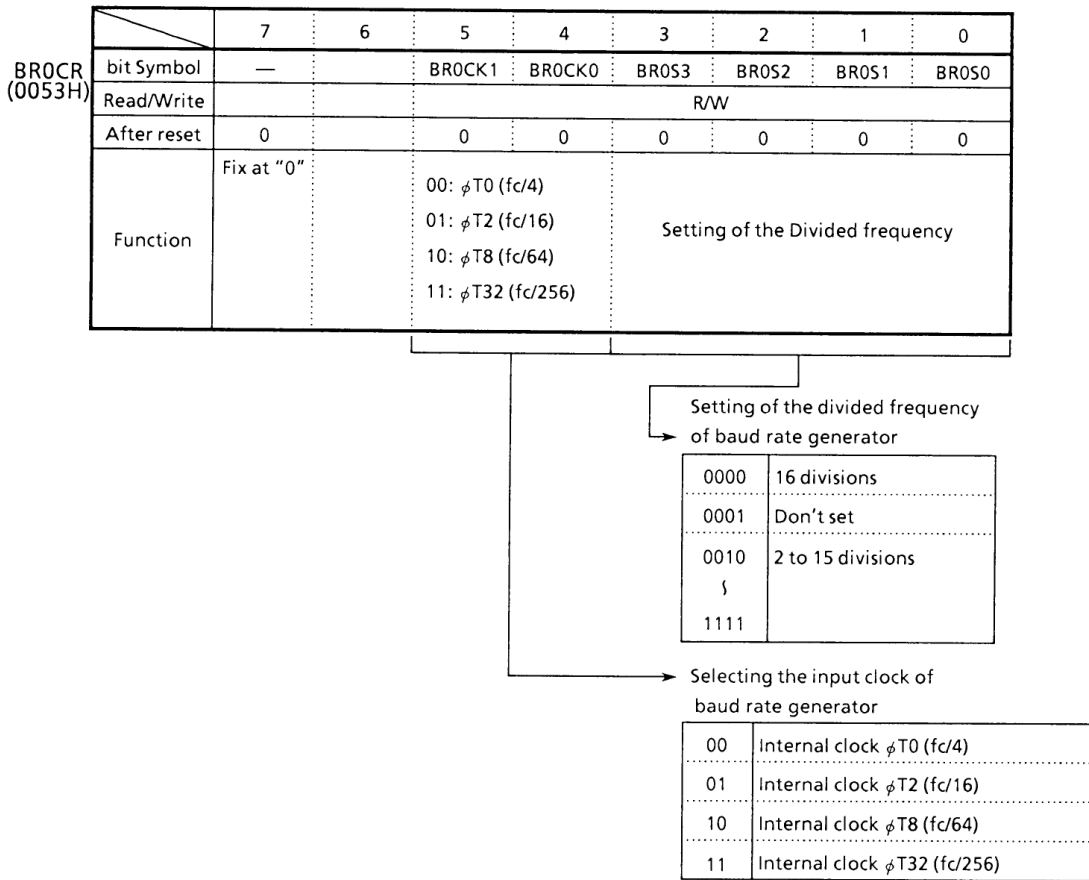 7 6 5 4 3 2 1 0
BR0CR
(0053H)
bit Symbol — BR0CK1 BR0CK0 BR0S3 BR0S2 BR0S1 BR0S0
Read/Write R/W
After reset 0 0 0 0 0 0 0
Function
Fix at "0"
00: φT0 (fc/4)
01: φT2 (fc/16)
10: φT8 (fc/64)
11: φT32 (fc/256)
Setting of the Divided frequency
Setting of the divided frequency
of baud rate generator
0000 16 divisions
0001 Don't set
0010 2 to 15 divisions
∫
1111
Selecting the input clock of
baud rate generator
00 Internal clock φT0 (fc/4)
01 Internal clock φT2 (fc/16)
10 Internal clock φT8 (fc/64)
11 Internal clock φT32 (fc/256)